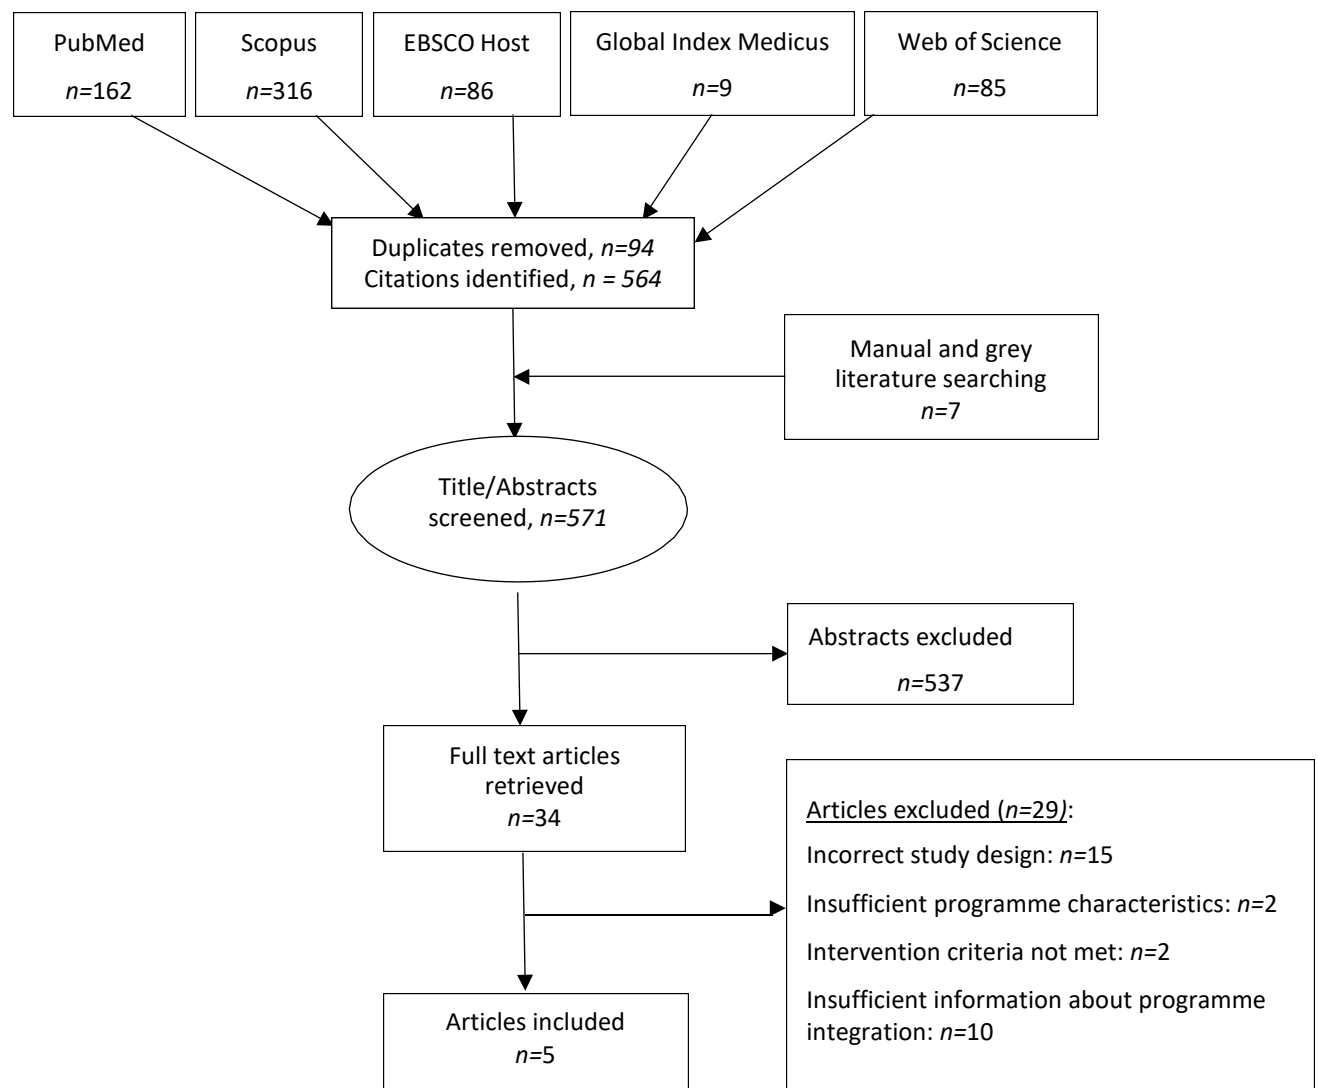 PubMed
n=162
Scopus
n=316
EBSCO Host
n=86
Global Index Medicus
n=9
Web of Science
n=85
Duplicates removed, n=94
Citations identified, n = 564
Manual and grey
literature searching
n=7
Title/Abstracts
screened, n=571
Abstracts excluded
n=537
Full text articles
retrieved
n=34
Articles excluded (n=29):
Incorrect study design: n=15
Insufficient programme characteristics: n=2
Intervention criteria not met: n=2
Insufficient information about programme
integration: n=10
Articles included
n=5